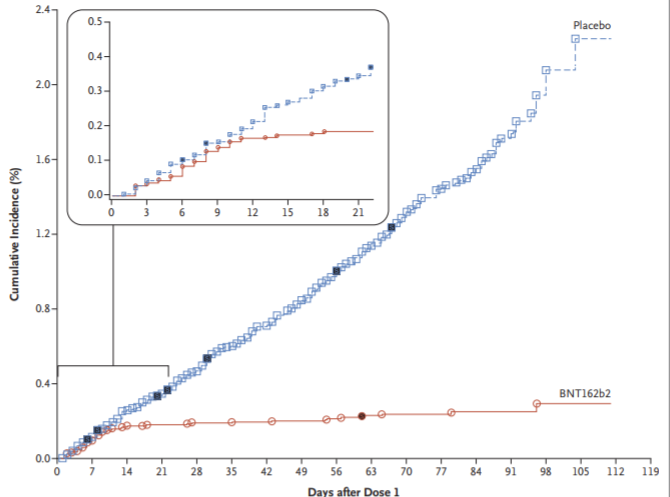 2.4
2.0
1.6
1.2
0.8
0.4
0.0
Cumulative Incidence (%)
0.5
0.4
0.3
0.2
0.1
0.0
0 3 6 9 12 15 18 21
Placebo
BNT162b2
0 7 14 21 28 35 42 49 56 63 70 77 84 91 98 105 112 119
Days after Dose 1